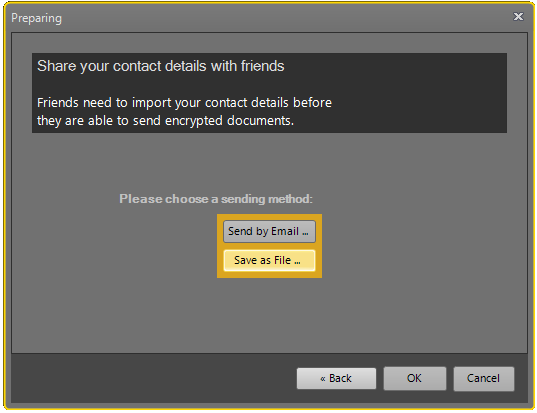 Preparing
Share your contact details with friends
Friends need to import your contact details before
they are able to send encrypted documents.
Please choose a sending method:
Send by Email ...
Save as File ...
« Back
OK
Cancel